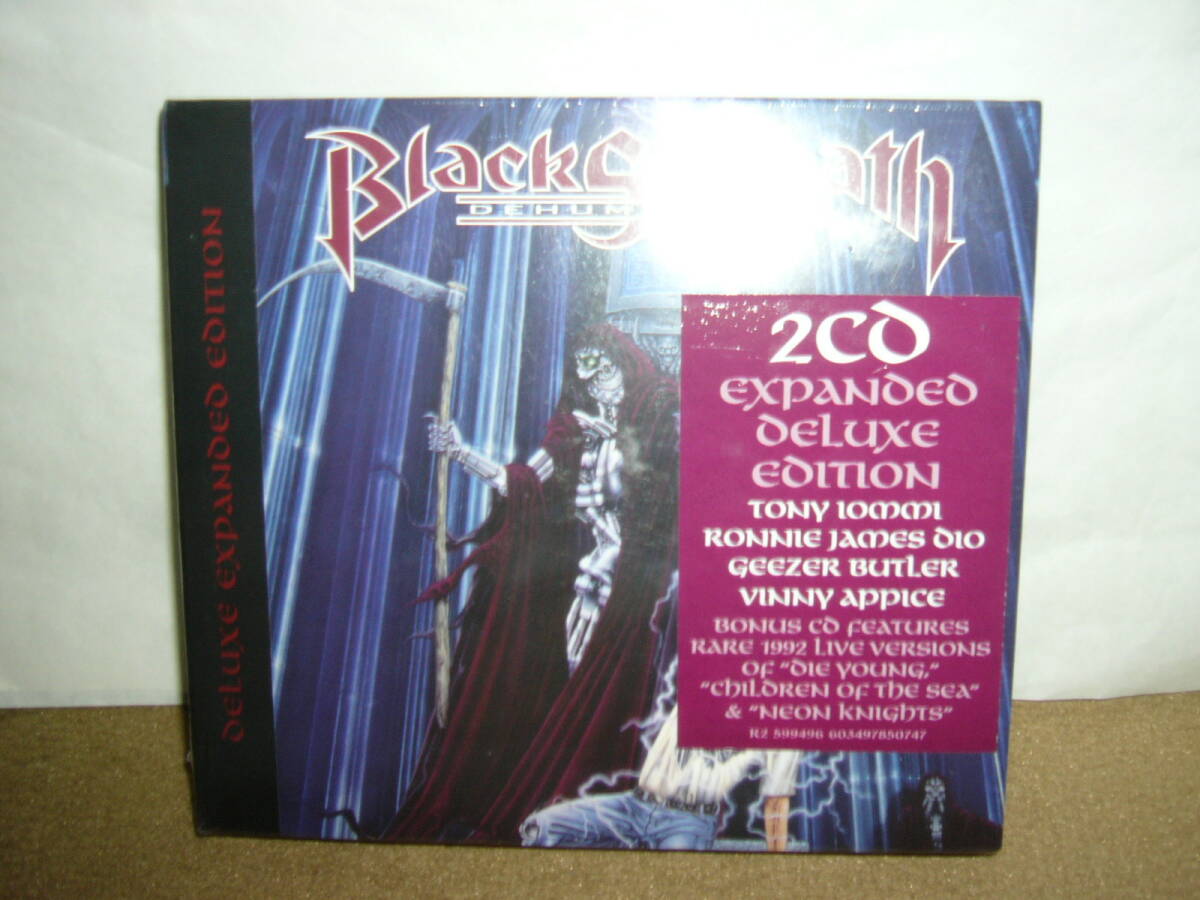 DELUXE EXPANDED EDITION
Black
DEHUM
2CD
EXPANDED
DELUXE
EDITION
TONY IOMMI
RONNIE JAMES DIO
GEEZER BUTLER
VINNY APPICE
BONUS CD FEATURES
RARE 1992 LIVE VERSIONS
OF "DIE YOUNG,"
"CHILDREN OF THE SEA"
& "NEON KNIGHTS"
R2 599496 603497850747